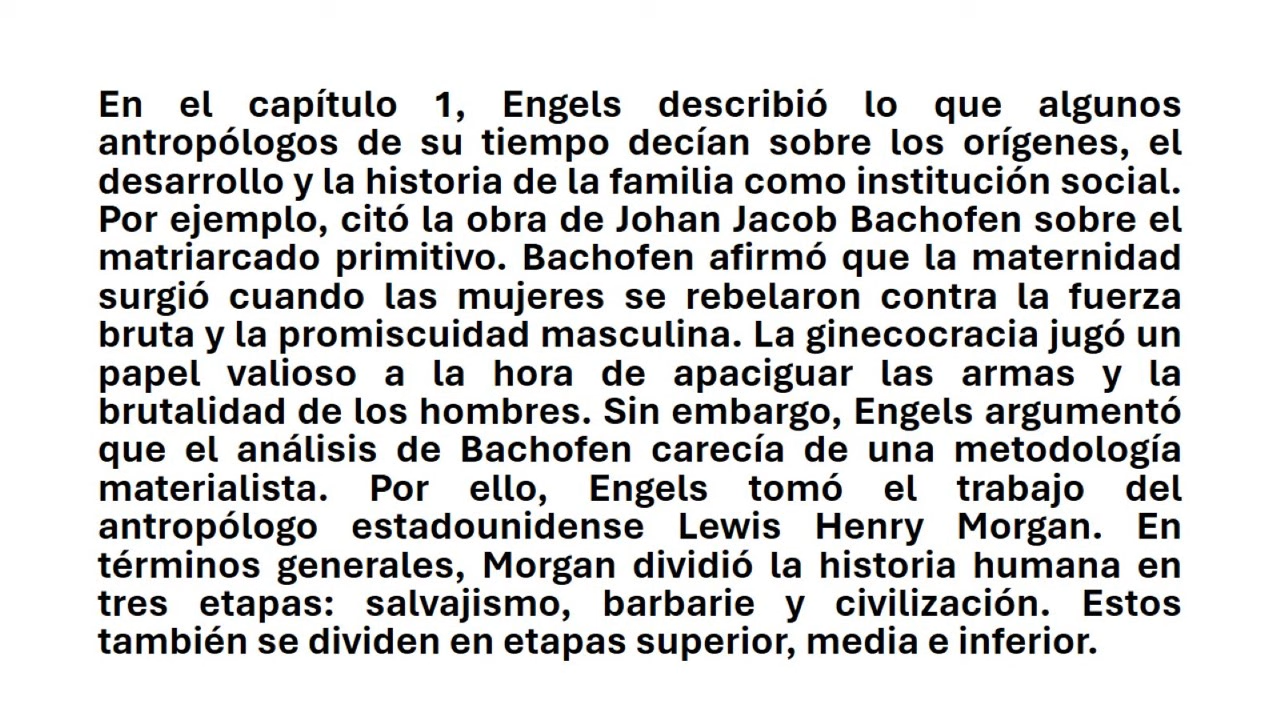 En el capítulo 1, Engels describió lo que algunos
antropólogos de su tiempo decían sobre los orígenes, el
desarrollo y la historia de la familia como institución social.
Por ejemplo, citó la obra de Johan Jacob Bachofen sobre el
matriarcado primitivo. Bachofen afirmó que la maternidad
surgió cuando las mujeres se rebelaron contra la fuerza
bruta y la promiscuidad masculina. La ginecocracia jugó un
papel valioso a la hora de apaciguar las armas y la
brutalidad de los hombres. Sin embargo, Engels argumentó
que el análisis de Bachofen carecía de una metodología
materialista. Por ello, Engels tomó el trabajo del
antropólogo estadounidense Lewis Henry Morgan. En
términos generales, Morgan dividió la historia humana en
tres etapas: salvajismo, barbarie y civilización. Estos
también se dividen en etapas superior, media e inferior.